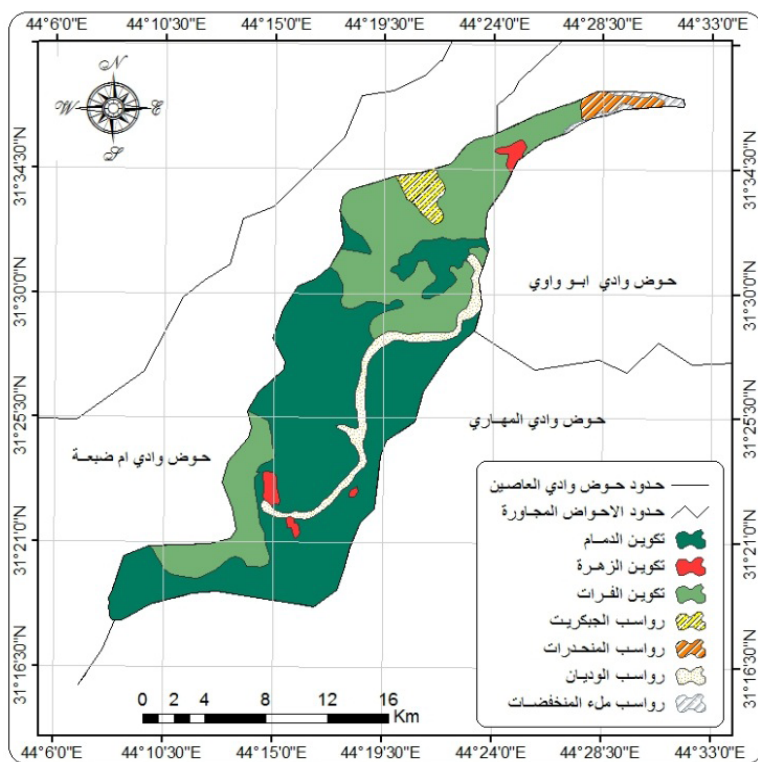 44°6'0"E 44°10'30"E 44°15'0"E 44°19'30"E 44°24'0"E 44°28'30"E 44°33'0"E
N
W E
S
31°34'30"N 31°34'30"N
31°30'0"N 31°30'0"N
31°25'30"N 31°25'30"N
31°21'0"N 31°21'0"N
31°16'30"N 31°16'30"N
حوض وادي ابو واوي
حوض وادي المهاري
حوض وادي ام ضبعة
حدود حوض وادي العاصين
حدود الاحواض المجاورة
تكوين الدمام
تكوين الزهرة
تكوين الفرات
رواسب الجبكريت
رواسب المنحدرات
رواسب الوديان
رواسب ملء المنخفضات
0 2 4 8 12 16
Km
44°6'0"E 44°10'30"E 44°15'0"E 44°19'30"E 44°24'0"E 44°28'30"E 44°33'0"E